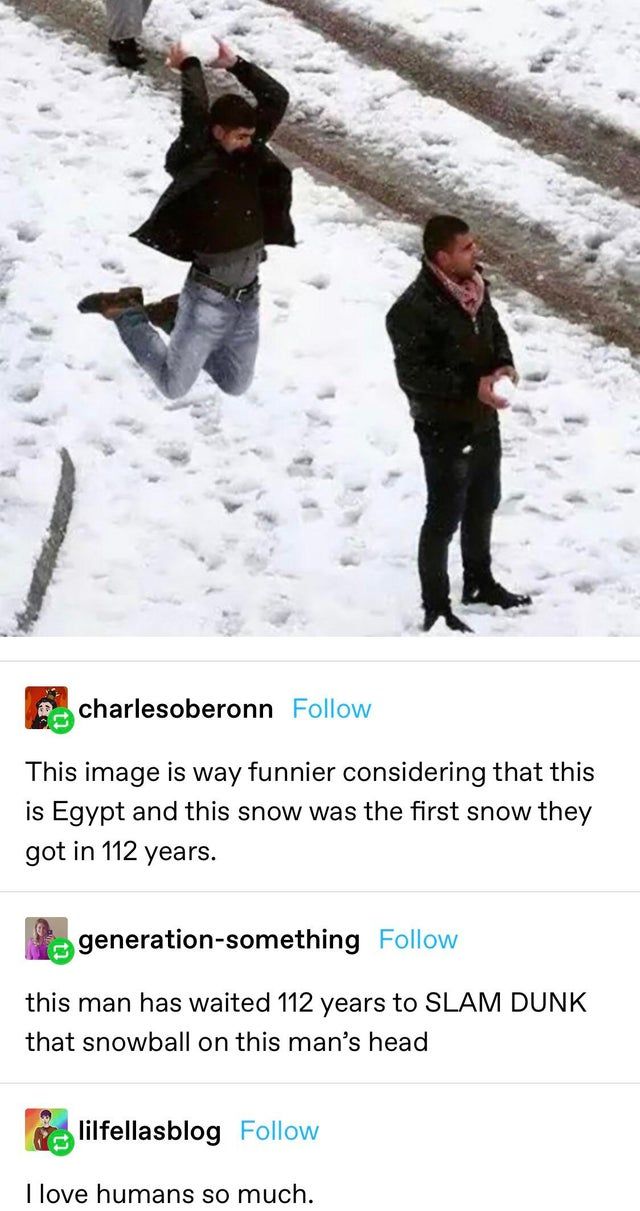 charlesoberonn Follow
This image is way funnier considering that this
is Egypt and this snow was the first snow they
got in 112 years.
generation-something Follow
this man has waited 112 years to SLAM DUNK
that snowball on this man’s head
lilfellasblog Follow
I love humans so much.